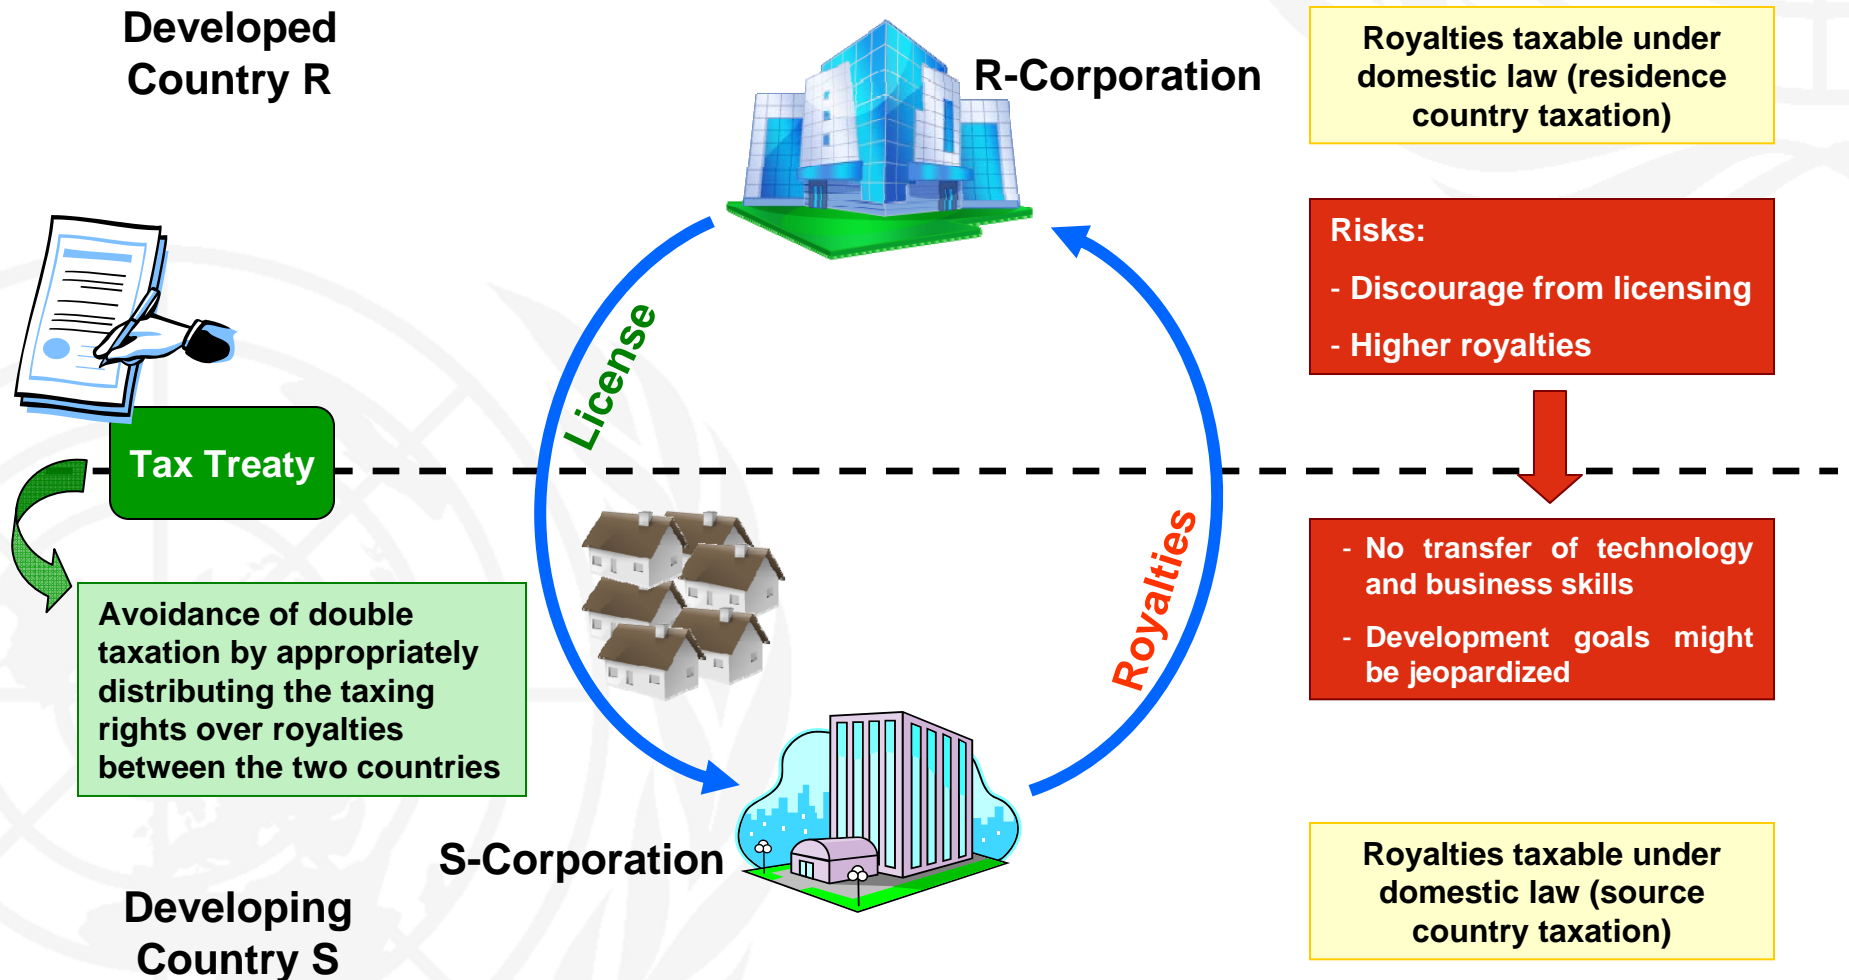 Developed
Country R
R-Corporation
Royalties taxable under
domestic law (residence
country taxation)
Risks:
- Discourage from licensing
- Higher royalties
License
Tax Treaty
Royalties
- No transfer of technology
and business skills
- Development goals might
be jeopardized
Avoidance of double
taxation by appropriately
distributing the taxing
rights over royalties
between the two countries
S-Corporation
Royalties taxable under
domestic law (source
country taxation)
Developing
Country S